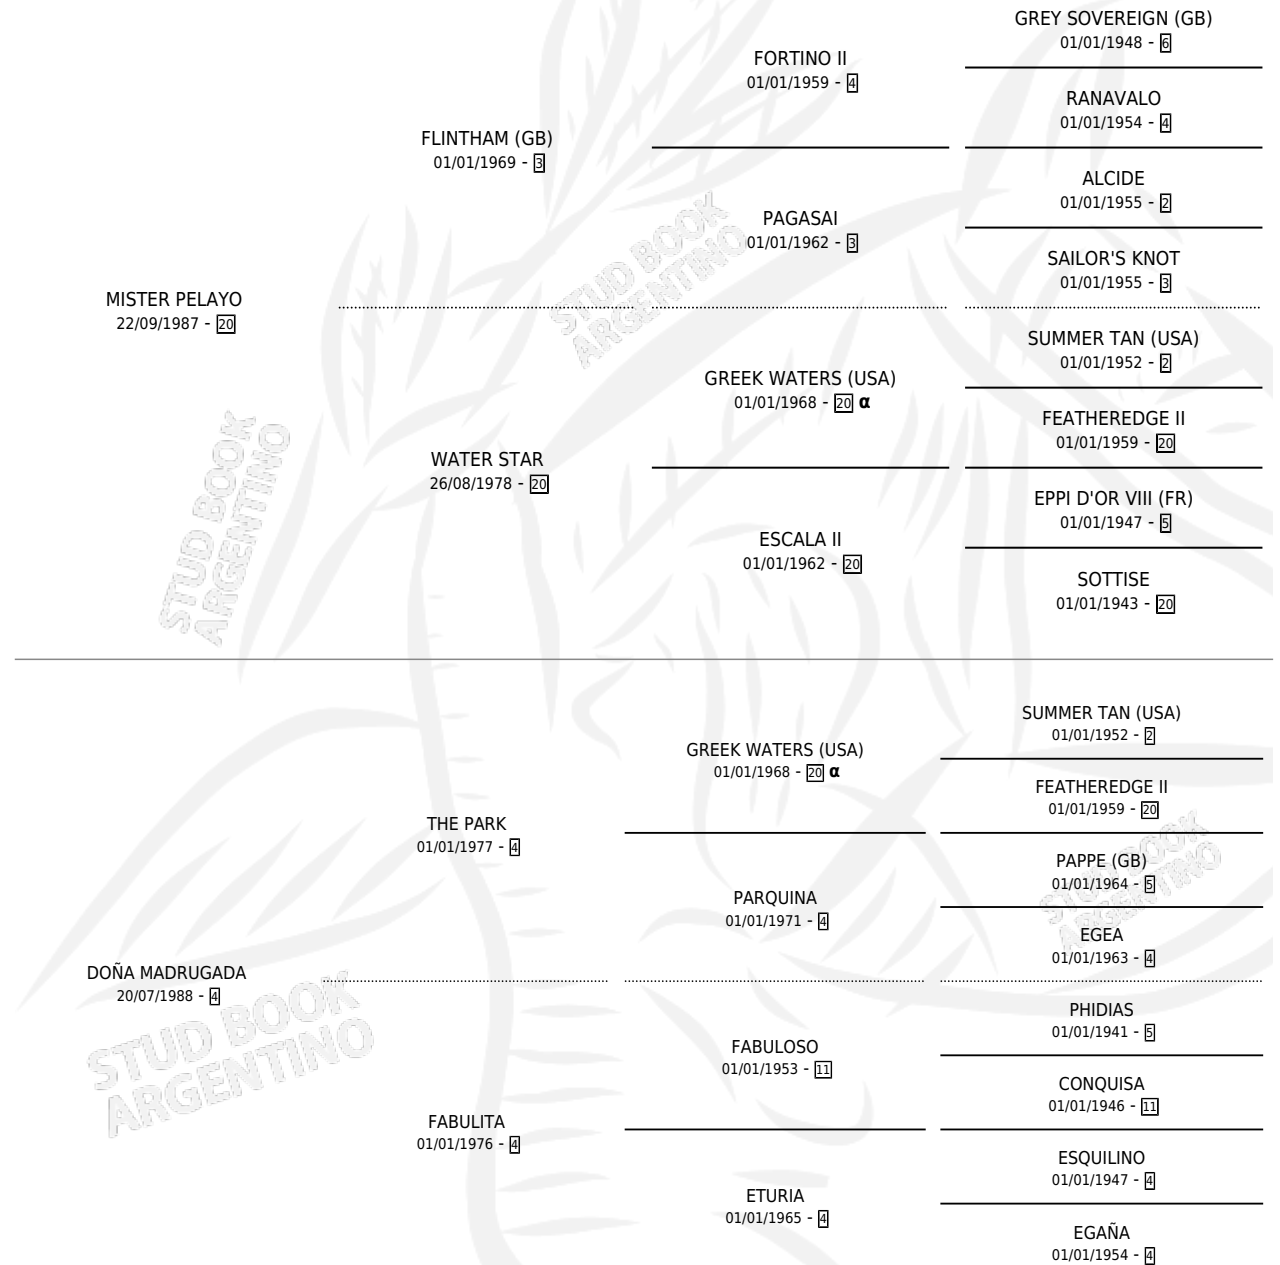 GREY SOVEREIGN (GB)
01/01/1948 - 6
FORTINO II
01/01/1959 - 4
RANAVALO
01/01/1954 - 4
FLINTHAM (GB)
01/01/1969 - 3
ALCIDE
01/01/1955 - 2
PAGASAI
01/01/1962 - 3
SAILOR'S KNOT
01/01/1955 - 3
MISTER PELAYO
22/09/1987 - 20
SUMMER TAN (USA)
01/01/1952 - 2
GREEK WATERS (USA)
01/01/1968 - 20 α
FEATHEREDGE II
01/01/1959 - 20
WATER STAR
26/08/1978 - 20
EPPI D'OR VIII (FR)
01/01/1947 - 5
ESCALA II
01/01/1962 - 20
SOTTISE
01/01/1943 - 20
SUMMER TAN (USA)
01/01/1952 - 2
GREEK WATERS (USA)
01/01/1968 - 20 α
FEATHEREDGE II
01/01/1959 - 20
THE PARK
01/01/1977 - 4
PAPPE (GB)
01/01/1964 - 5
PARQUINA
01/01/1971 - 4
EGEA
01/01/1963 - 4
DOÑA MADRUGADA
20/07/1988 - 4
PHIDIAS
01/01/1941 - 5
FABULOSO
01/01/1953 - 11
CONQUISA
01/01/1946 - 11
FABULITA
01/01/1976 - 4
ESQUILINO
01/01/1947 - 4
ETURIA
01/01/1965 - 4
EGAÑA
01/01/1954 - 4
STUD BOOK
ARGENTINO
STUD BOOK
ARGENTINO
STUD BOOK
ARGENTINO
STUD BOOK
ARGENTINO